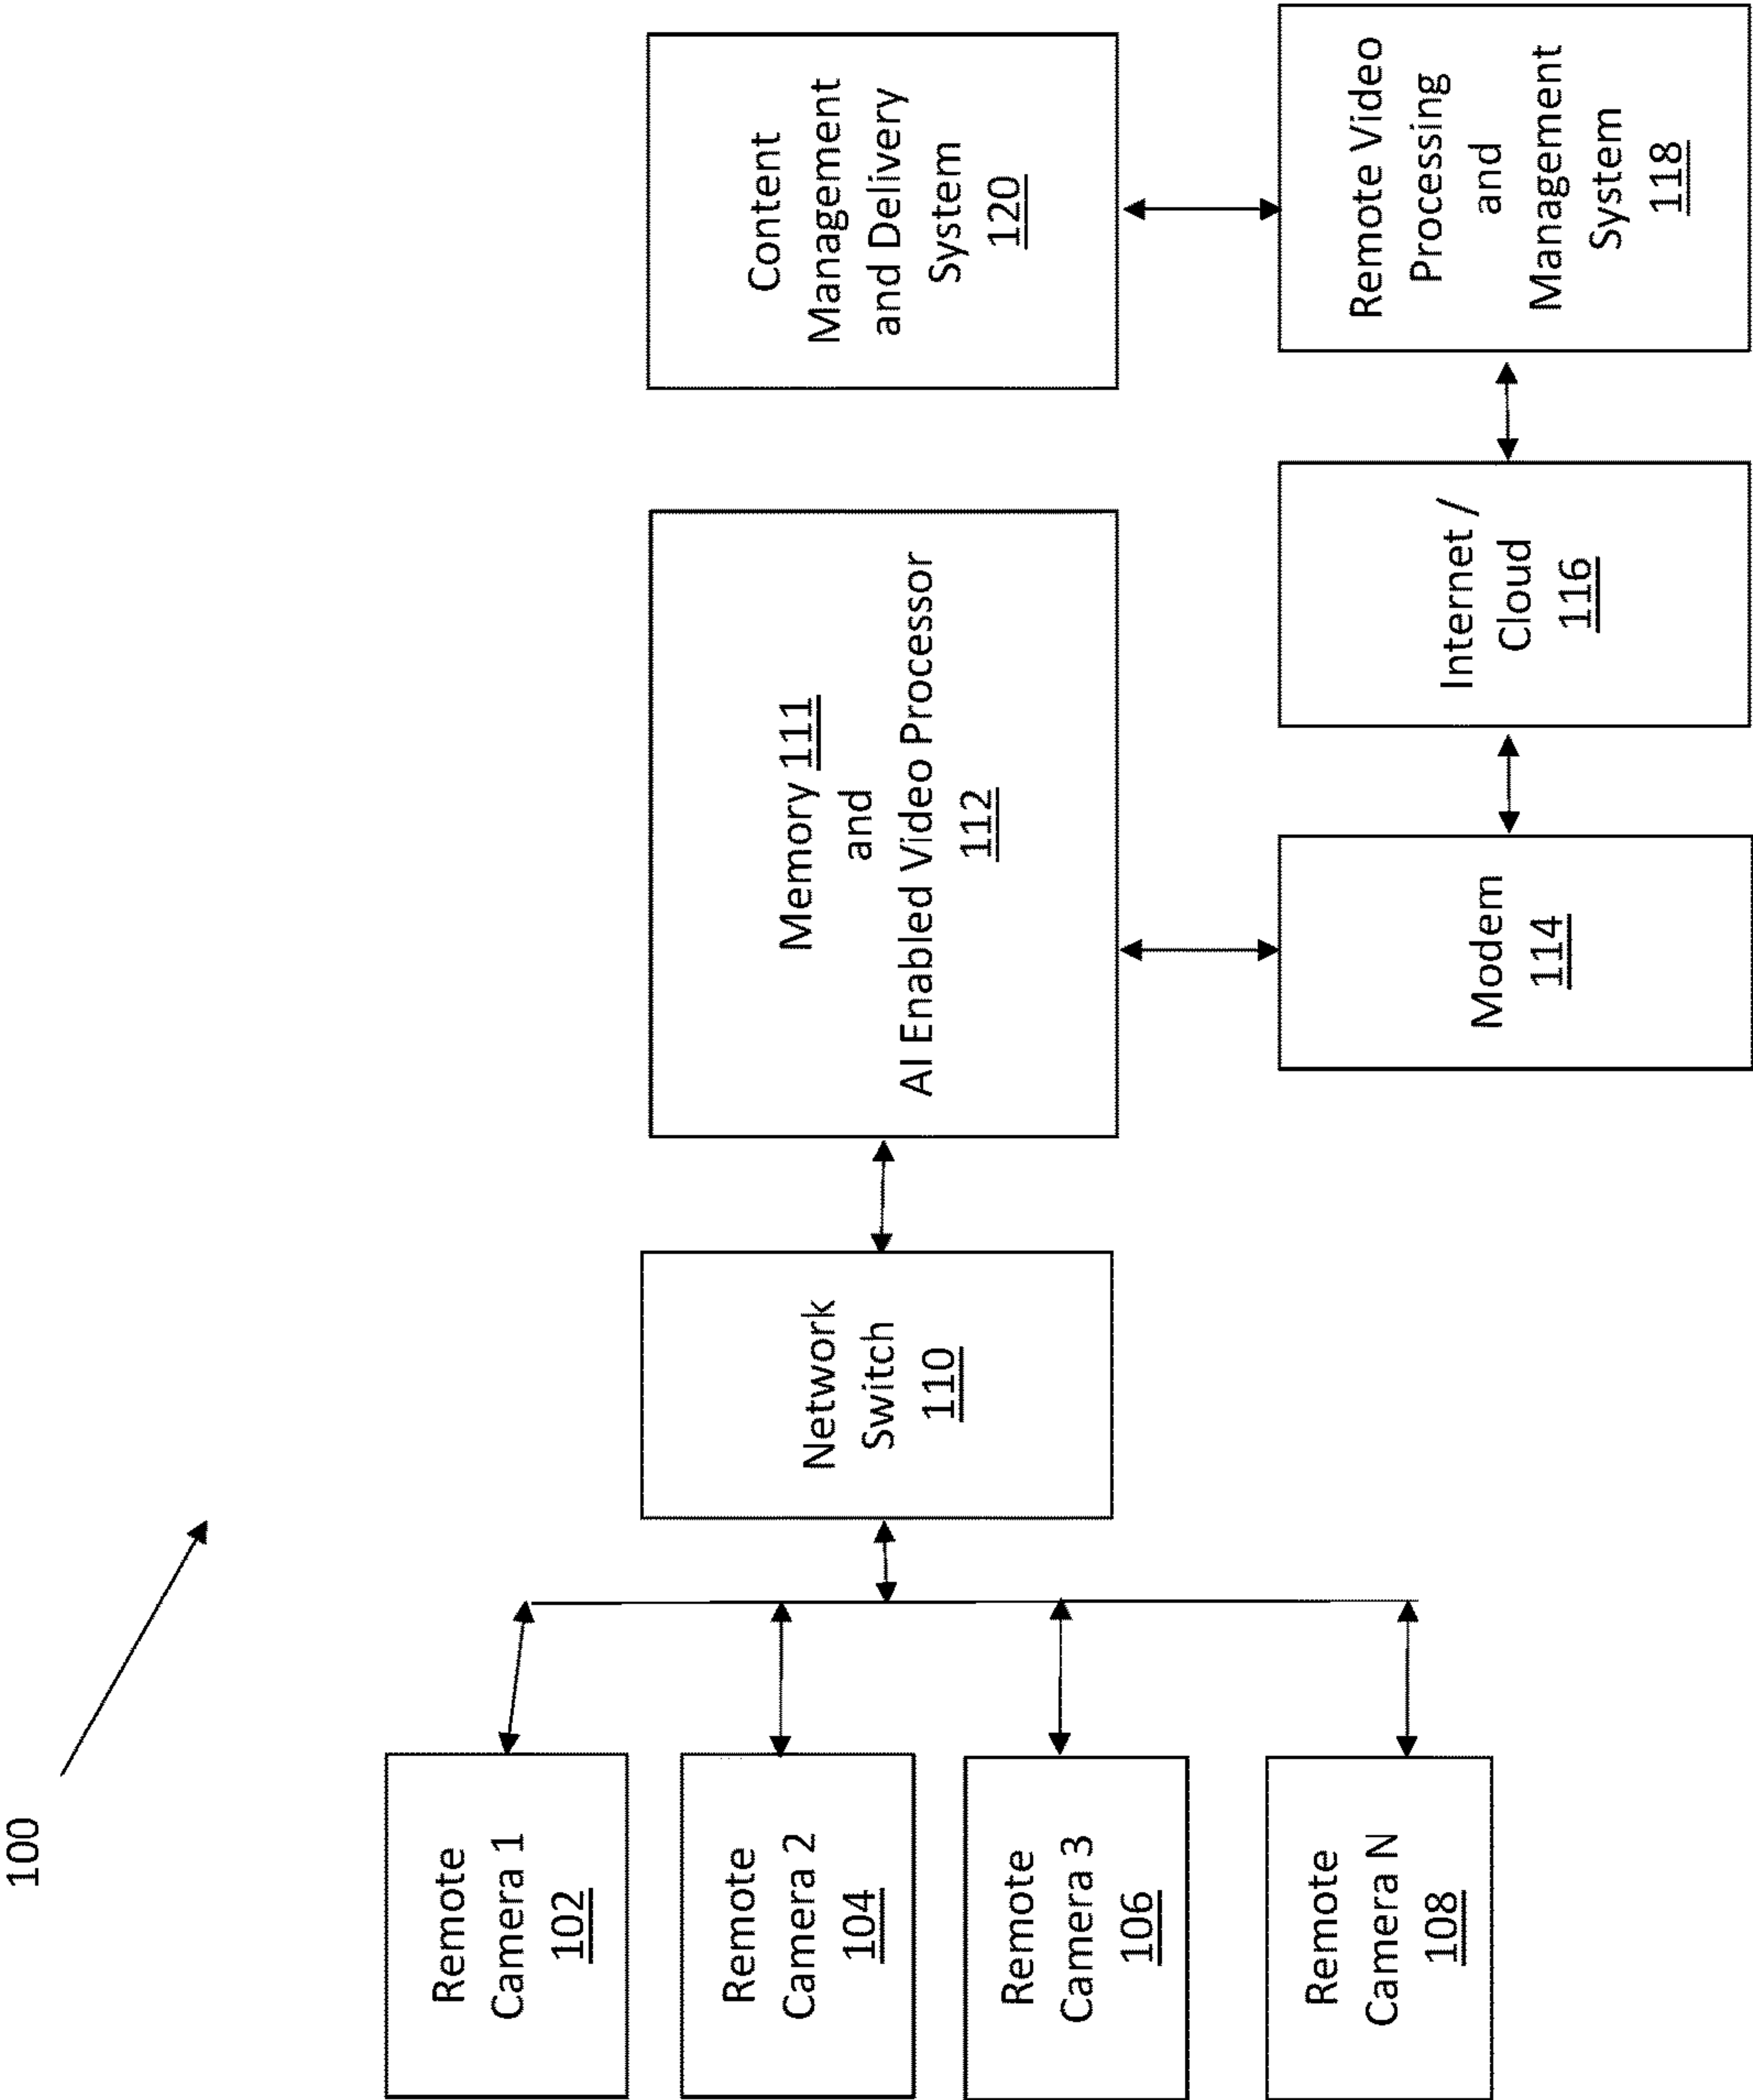 100
Remote
Camera 1
102
Remote
Camera 2
104
Remote
Camera 3
106
Remote
Camera N
108
Network
Switch
110
Memory 111
and
AI Enabled Video Processor
112
Modem
114
Internet /
Cloud
116
Remote Video
Processing
and
Management
System
118
Content
Management
and Delivery
System
120